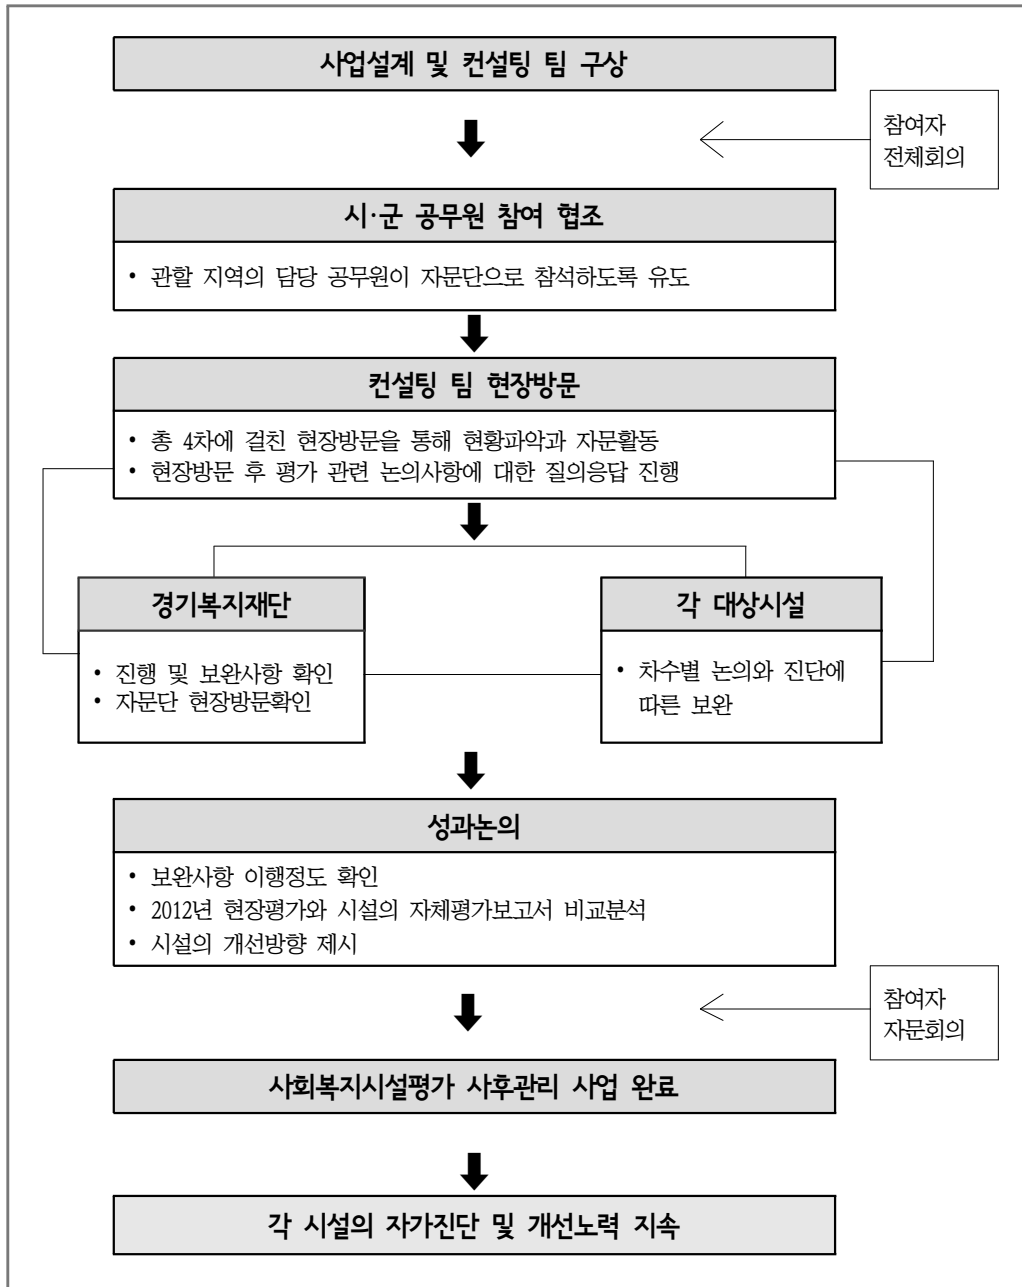 사업설계 및 컨설팅 팀 구상
참여자
전체회의
시·군 공무원 참여 협조
• 관할 지역의 담당 공무원이 자문단으로 참석하도록 유도
컨설팅 팀 현장방문
• 총 4차에 걸친 현장방문을 통해 현황파악과 자문활동
• 현장방문 후 평가 관련 논의사항에 대한 질의응답 진행
경기복지재단
• 진행 및 보완사항 확인
• 자문단 현장방문확인
각 대상시설
• 차수별 논의와 진단에
따른 보완
성과논의
• 보완사항 이행정도 확인
• 2012년 현장평가와 시설의 자체평가보고서 비교분석
• 시설의 개선방향 제시
참여자
자문회의
사회복지시설평가 사후관리 사업 완료
각 시설의 자가진단 및 개선노력 지속